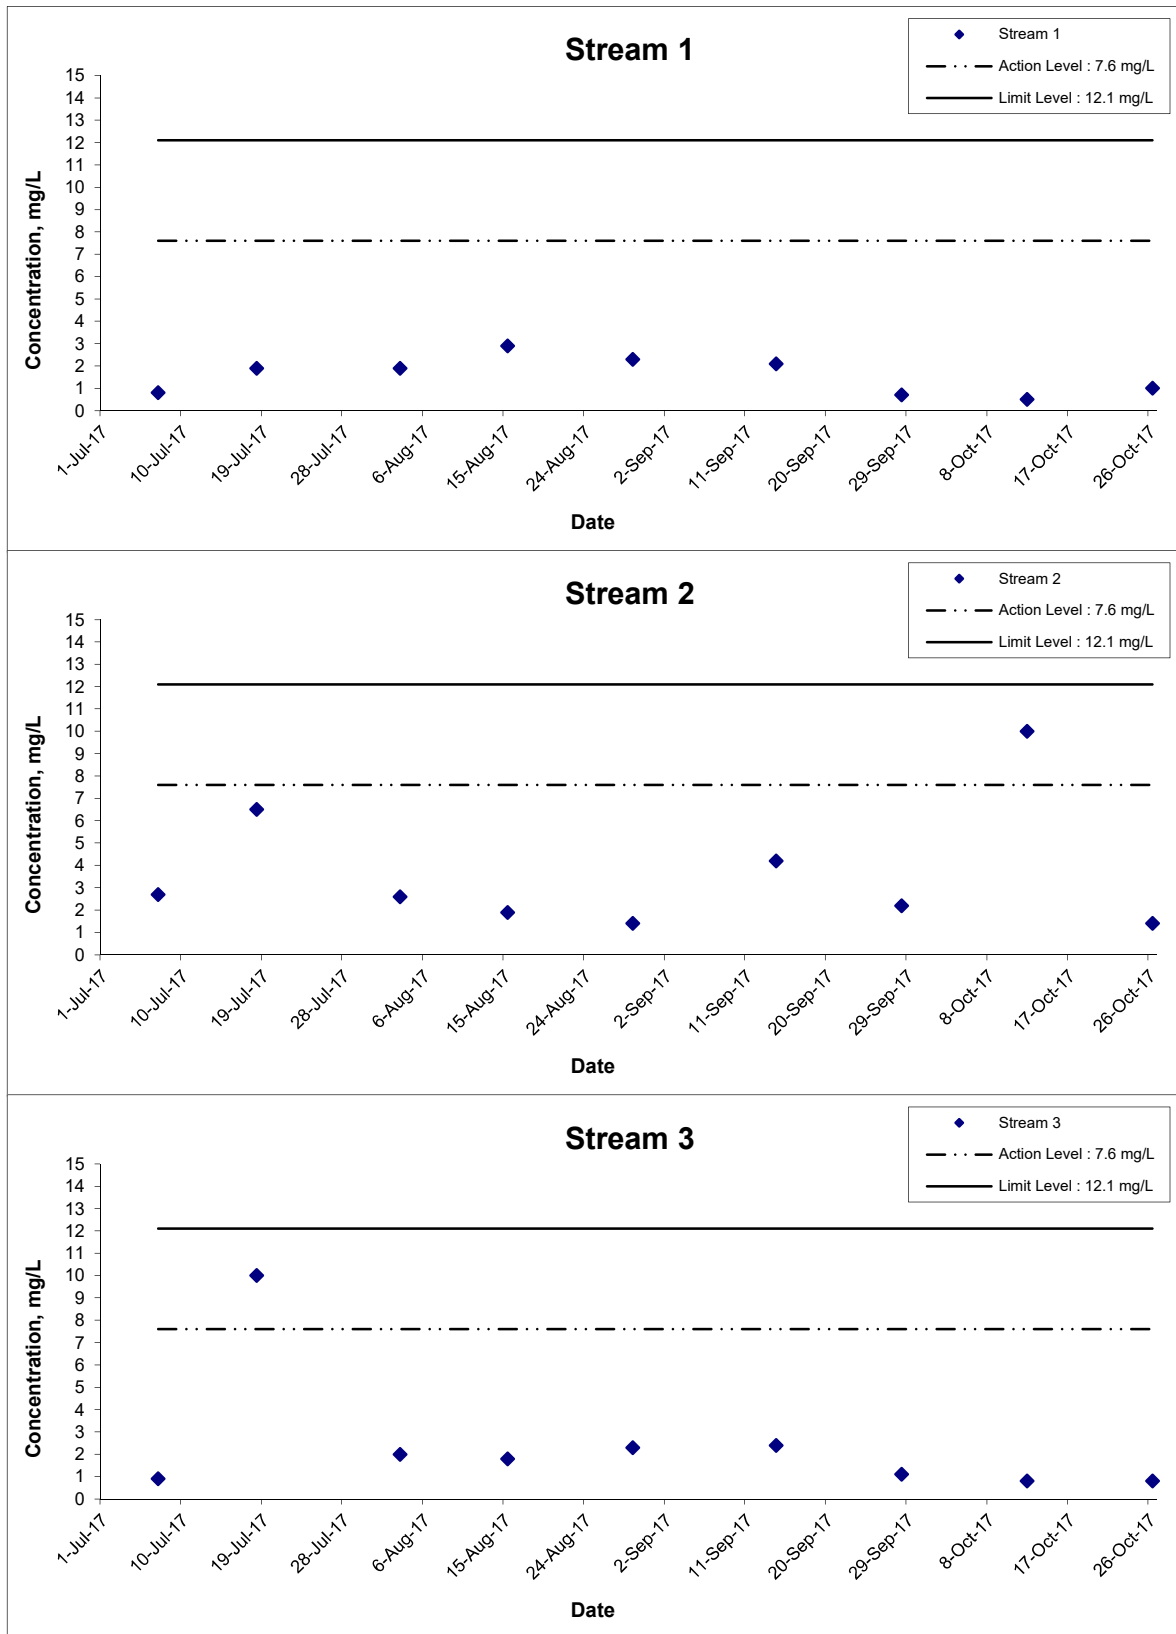 Stream 1
Stream 1
Action Level : 7.6 mg/L
Limit Level : 12.1 mg/L
Concentration, mg/L
15
14
13
12
11
10
9
8
7
6
5
4
3
2
1
0
1-Jul-17
10-Jul-17
19-Jul-17
28-Jul-17
6-Aug-17
15-Aug-17
24-Aug-17
2-Sep-17
11-Sep-17
20-Sep-17
29-Sep-17
8-Oct-17
17-Oct-17
26-Oct-17
Date
Stream 2
Stream 2
Action Level : 7.6 mg/L
Limit Level : 12.1 mg/L
Concentration, mg/L
15
14
13
12
11
10
9
8
7
6
5
4
3
2
1
0
1-Jul-17
10-Jul-17
19-Jul-17
28-Jul-17
6-Aug-17
15-Aug-17
24-Aug-17
2-Sep-17
11-Sep-17
20-Sep-17
29-Sep-17
8-Oct-17
17-Oct-17
26-Oct-17
Date
Stream 3
Stream 3
Action Level : 7.6 mg/L
Limit Level : 12.1 mg/L
Concentration, mg/L
15
14
13
12
11
10
9
8
7
6
5
4
3
2
1
0
1-Jul-17
10-Jul-17
19-Jul-17
28-Jul-17
6-Aug-17
15-Aug-17
24-Aug-17
2-Sep-17
11-Sep-17
20-Sep-17
29-Sep-17
8-Oct-17
17-Oct-17
26-Oct-17
Date